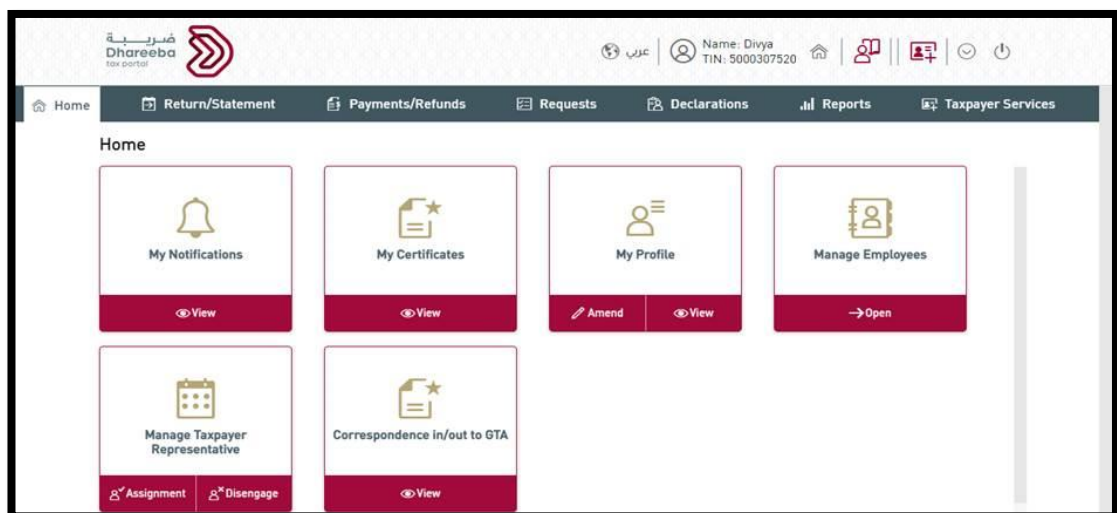 ضريبة
Dhareeba
tax portal
عربي
Name: Divya
TIN: 5000307520
Home
Return/Statement
Payments/Refunds
Requests
Declarations
Reports
Taxpayer Services
Home
My Notifications
My Certificates
My Profile
Manage Employees
View
View
Amend
View
Open
Manage Taxpayer
Representative
Correspondence in/out to GTA
Assignment
Disengage
View